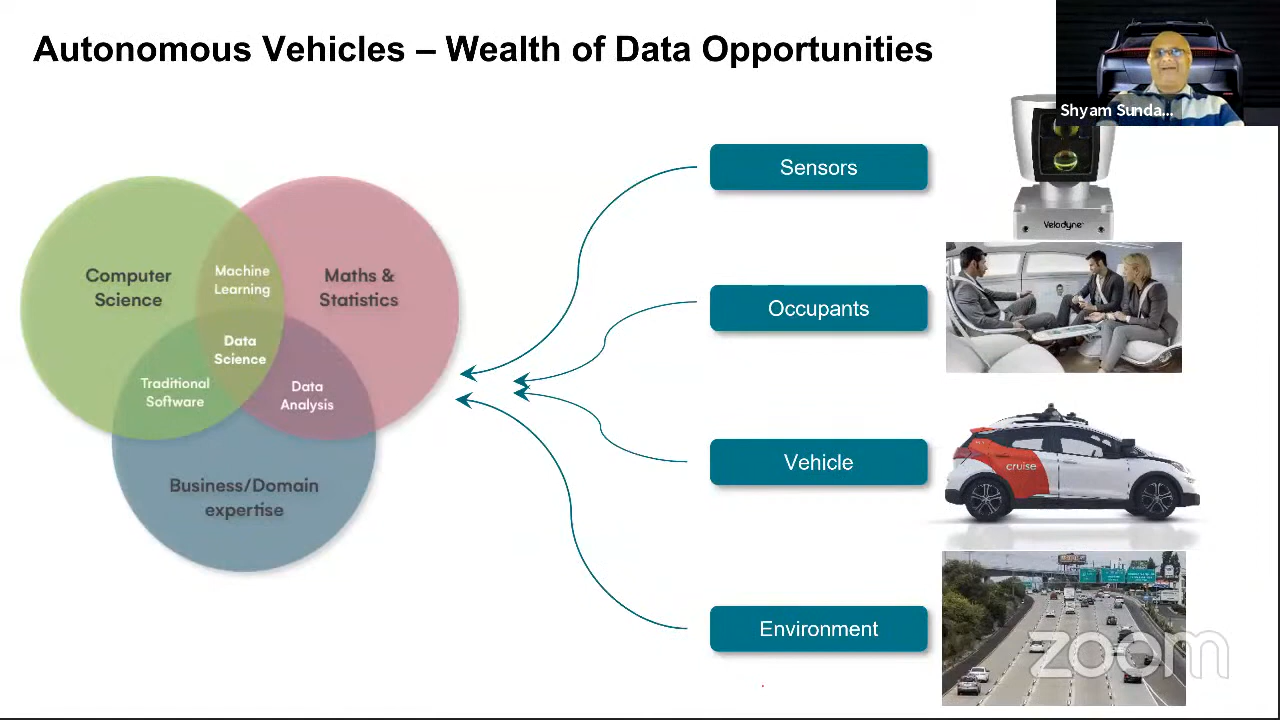 Autonomous Vehicles – Wealth of Data Opportunities
Shyam Sunda...
Computer
Science
Machine
Learning
Maths &
Statistics
Data
Science
Traditional
Software
Data
Analysis
Business/Domain
expertise
Sensors
Velodyne
Occupants
Vehicle
cruise
Environment
zoom